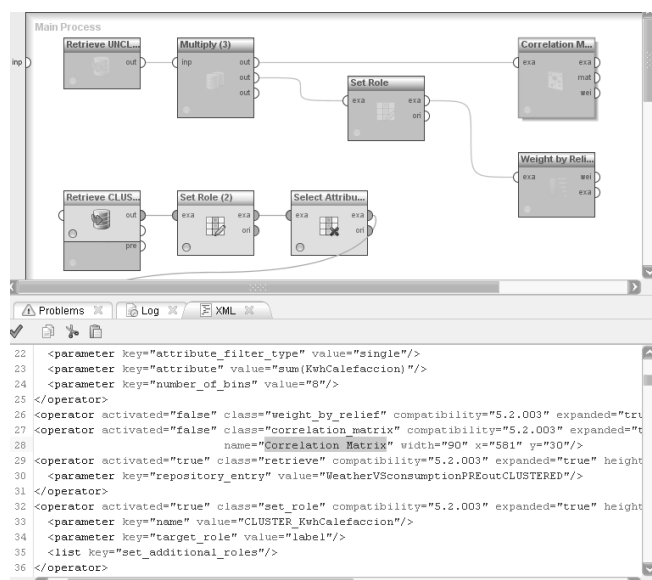 Main Process
Retrieve UNCL...
Multiply (3)
Correlation M...
inp
out
inp
out
exa
exa
out
mat
out
wei
Set Role
exa
exa
ori
Weight by Reli...
exa
wei
exa
Retrieve CLUS...
Set Role (2)
Select Attribu...
out
exa
exa
exa
exa
ori
ori
pre
Problems
Log
XML
22 <parameter key="attribute_filter_type" value="single"/>
23 <parameter key="attribute" value="sum(KwhCalefaccion)"/>
24 <parameter key="number_of_bins" value="8"/>
25 </operator>
26 <operator activated="false" class="weight_by_relief" compatibility="5.2.003" expanded="tru
27 <operator activated="false" class="correlation_matrix" compatibility="5.2.003" expanded="t
28 name="Correlation Matrix" width="90" x="581" y="30"/>
29 <operator activated="true" class="retrieve" compatibility="5.2.003" expanded="true" height
30 <parameter key="repository_entry" value="WeatherVSconsumptionPREoutCLUSTERED"/>
31 </operator>
32 <operator activated="true" class="set_role" compatibility="5.2.003" expanded="true" height
33 <parameter key="name" value="CLUSTER_KwhCalefaccion"/>
34 <parameter key="target_role" value="label"/>
35 <list key="set_additional_roles"/>
36 </operator>